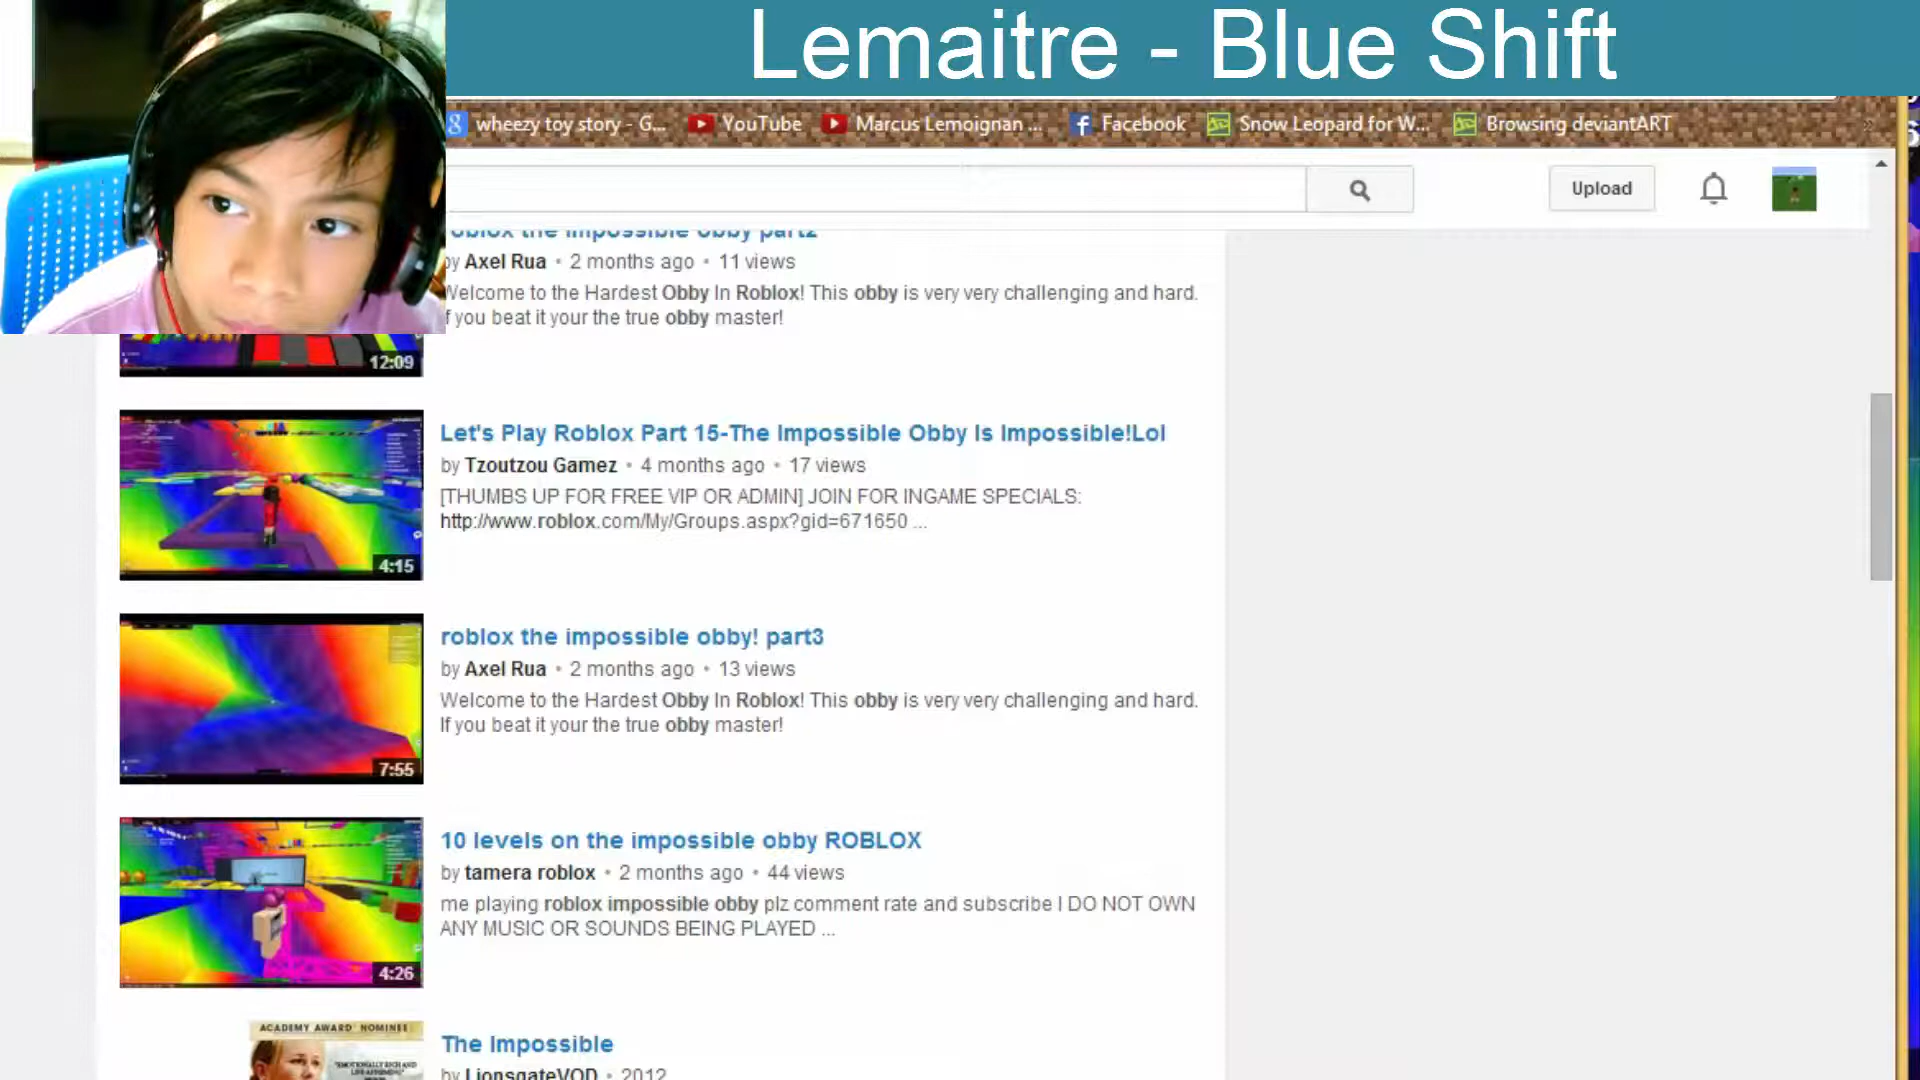 Lemaitre - Blue Shift
wheezy toy story - G... YouTube Marcus Lemoignan ... Facebook Snow Leopard for W... Browsing deviantART »
Upload
roblox the impossible obby part2
by Axel Rua • 2 months ago • 11 views
Welcome to the Hardest Obby In Roblox! This obby is very very challenging and hard.
If you beat it your the true obby master!
12:09
Let's Play Roblox Part 15-The Impossible Obby Is Impossible!Lol
by Tzoutzou Gamez • 4 months ago • 17 views
[THUMBS UP FOR FREE VIP OR ADMIN] JOIN FOR INGAME SPECIALS:
http://www.roblox.com/My/Groups.aspx?gid=671650 ...
4:15
roblox the impossible obby! part3
by Axel Rua • 2 months ago • 13 views
Welcome to the Hardest Obby In Roblox! This obby is very very challenging and hard.
If you beat it your the true obby master!
7:55
10 levels on the impossible obby ROBLOX
by tamera roblox • 2 months ago • 44 views
me playing roblox impossible obby plz comment rate and subscribe I DO NOT OWN
ANY MUSIC OR SOUNDS BEING PLAYED ...
4:26
ACADEMY AWARD NOMINEE
The Impossible
by LionsgateVOD • 2012